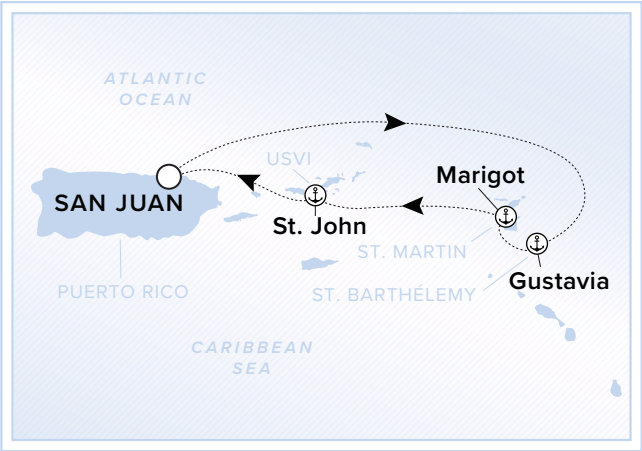 ATLANTIC
OCEAN
USVI
Marigot
SAN JUAN
St. John
ST. MARTIN
Gustavia
PUERTO RICO
ST. BARTHÉLEMY
CARIBBEAN
SEA